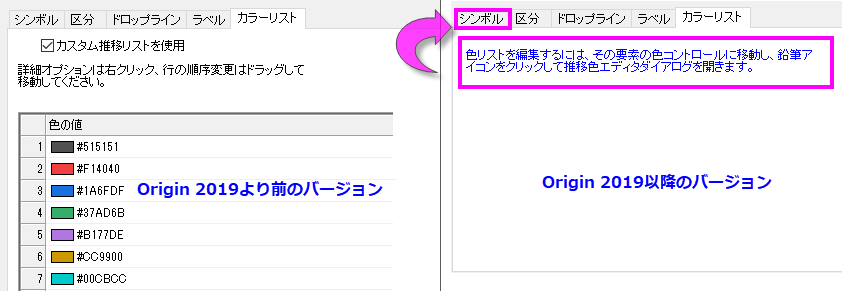 シンボル 区分 ドロップライン ラベル カラーリスト
カスタム推移リストを使用
詳細オプションは右クリック、行の順序変更はドラッグして
移動してください。
色の値
1 #515151
2 #F14040
3 #1A6FDF
4 #37AD6B
5 #B177DE
6 #CC9900
7 #00CBCC
Origin 2019より前のバージョン
シンボル 区分 ドロップライン ラベル カラーリスト
色リストを編集するには、その要素の色コントロールに移動し、鉛筆ア
イコンをクリックして推移色エディタダイアログを開きます。
Origin 2019以降のバージョン